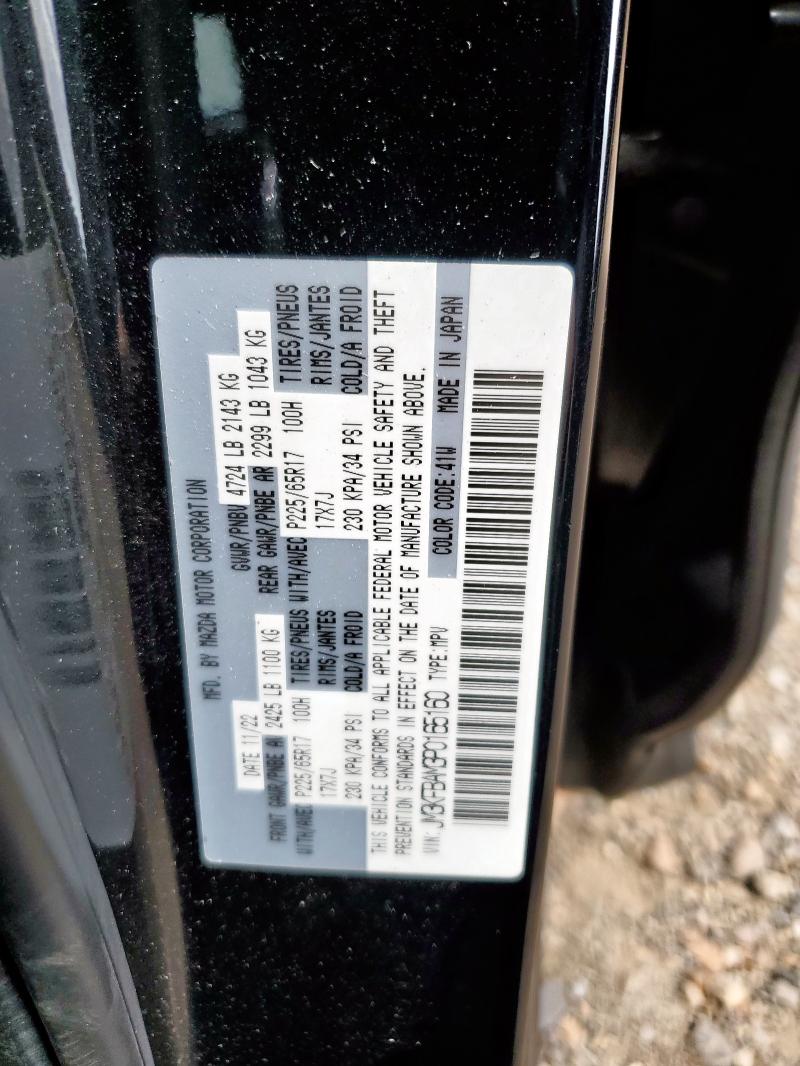 MFD. BY MAZDA MOTOR CORPORATION
DATE 11/22 GVWR/PNBV 4724 LB 2143 KG
FRONT GAWR/PNBE A 2425 LB 1100 KG REAR GAWR/PNBE AR 2299 LB 1043 KG
WITH/AVEC P225/65R17 100H TIRES/PNEUS WITH/AVEC P225/65R17 100H TIRES/PNEUS
17X7J RIMS/JANTES 17X7J RIMS/JANTES
230 KPA/34 PSI COLD/A FROID 230 KPA/34 PSI COLD/A FROID
THIS VEHICLE CONFORMS TO ALL APPLICABLE FEDERAL MOTOR VEHICLE SAFETY AND THEFT
PREVENTION STANDARDS IN EFFECT ON THE DATE OF MANUFACTURE SHOWN ABOVE.
VIN: JM3KFBAM3P0165160 TYPE:MPV COLOR CODE:41W MADE IN JAPAN